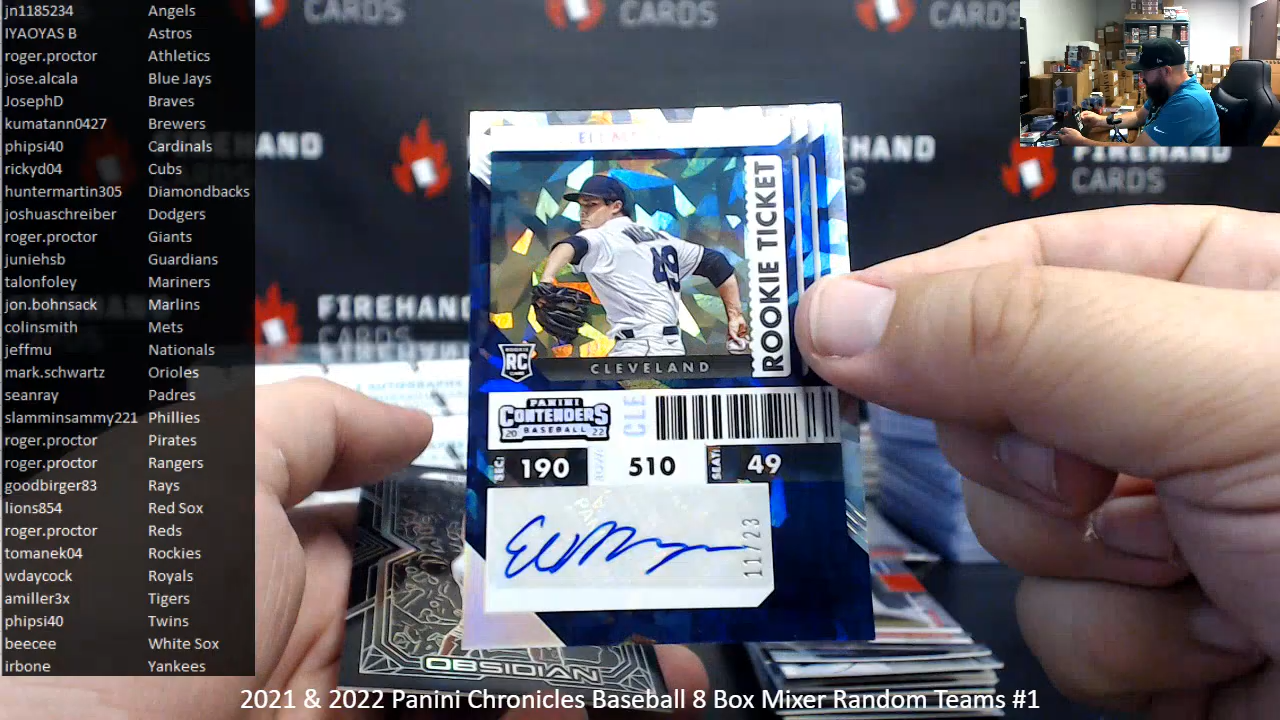 jn1185234 Angels
IYAOYAS B Astros
roger.proctor Athletics
jose.alcala Blue Jays
JosephD Braves
kumatann0427 Brewers
phipsi40 Cardinals
rickyd04 Cubs
huntermartin305 Diamondbacks
joshuaschreiber Dodgers
roger.proctor Giants
juniehsb Guardians
talonfoley Mariners
jon.bohnsack Marlins
colinsmith Mets
jeffmu Nationals
mark.schwartz Orioles
seanray Padres
slamminsammy221 Phillies
roger.proctor Pirates
roger.proctor Rangers
goodbirger83 Rays
lions854 Red Sox
roger.proctor Reds
tomanek04 Rockies
wdaycock Royals
amiller3x Tigers
phipsi40 Twins
beecee White Sox
irbone Yankees
CARDS
CARDS
CARDS
FIREHAND
CARDS
FIREHAND
CARDS
49
ROOKIE TICKET
RC
CLEVELAND
PANINI
CONTENDERS
20 BASEBALL 22
CLE
190 510 49
11/23
OBSIDIAN
2021 & 2022 Panini Chronicles Baseball 8 Box Mixer Random Teams #1